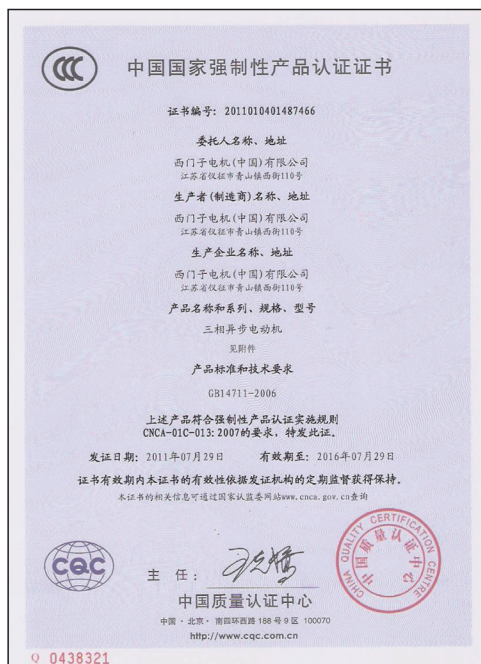 CCC
中国国家强制性产品认证证书
证书编号: 2011010401487466
委托人名称、地址
西门子电机(中国)有限公司
江苏省仪征市青山镇西街110号
生产者(制造商)名称、地址
西门子电机(中国)有限公司
江苏省仪征市青山镇西街110号
生产企业名称、地址
西门子电机(中国)有限公司
江苏省仪征市青山镇西街110号
产品名称和系列、规格、型号
三相异步电动机
见附件
产品标准和技术要求
GB14711-2006
上述产品符合强制性产品认证实施规则
CNCA-01C-013:2007的要求，特发此证。
发证日期: 2011年07月29日 有效期至: 2016年07月29日
证书有效期内本证书的有效性依据发证机构的定期监督获得保持。
本证书的相关信息可通过国家认监委网站www.cnca.gov.cn查询
CHINA QUALITY CERTIFICATION CENTRE
中国质量认证中心
CQC
主 任:
中国质量认证中心
中国·北京·南四环西路188号9区 100070
http://www.cqc.com.cn
Q 0438321